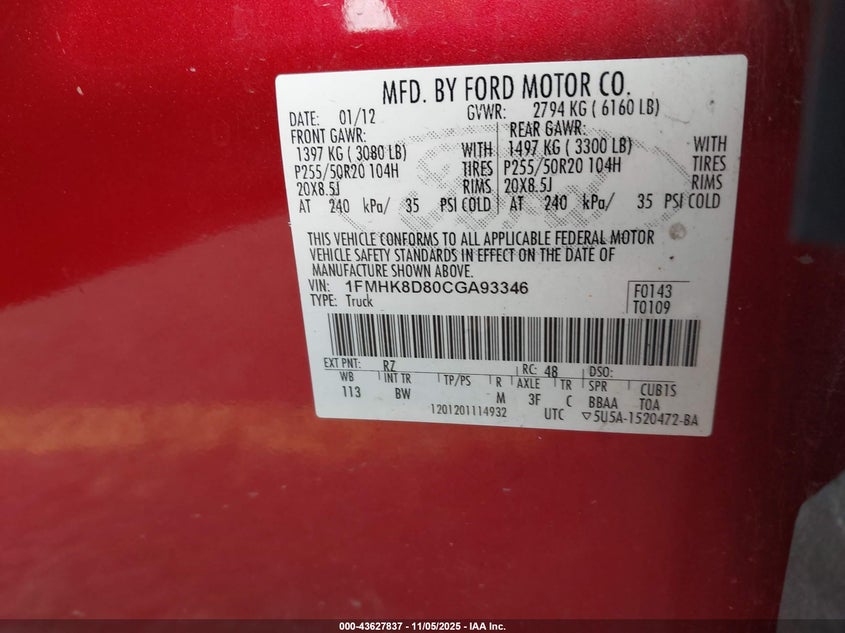 MFD. BY FORD MOTOR CO.
DATE: 01/12 GVWR: 2794 KG ( 6160 LB)
FRONT GAWR: REAR GAWR:
1397 KG ( 3080 LB) WITH 1497 KG ( 3300 LB) WITH
P255/50R20 104H TIRES P255/50R20 104H TIRES
20X8.5J RIMS 20X8.5J RIMS
AT 240 kPa/ 35 PSI COLD AT 240 kPa/ 35 PSI COLD
THIS VEHICLE CONFORMS TO ALL APPLICABLE FEDERAL MOTOR
VEHICLE SAFETY STANDARDS IN EFFECT ON THE DATE OF
MANUFACTURE SHOWN ABOVE.
VIN: 1FMHK8D80CGA93346 F0143
TYPE: Truck T0109
EXT PNT: RZ RC: 48 DSO:
WB INT TR TP/PS R AXLE TR SPR CUBTS
113 BW M 3F C BBAA TOA
1201201114932 UTC ▽5U5A-1520472-BA
000-43627837 - 11/05/2025 - IAA Inc.